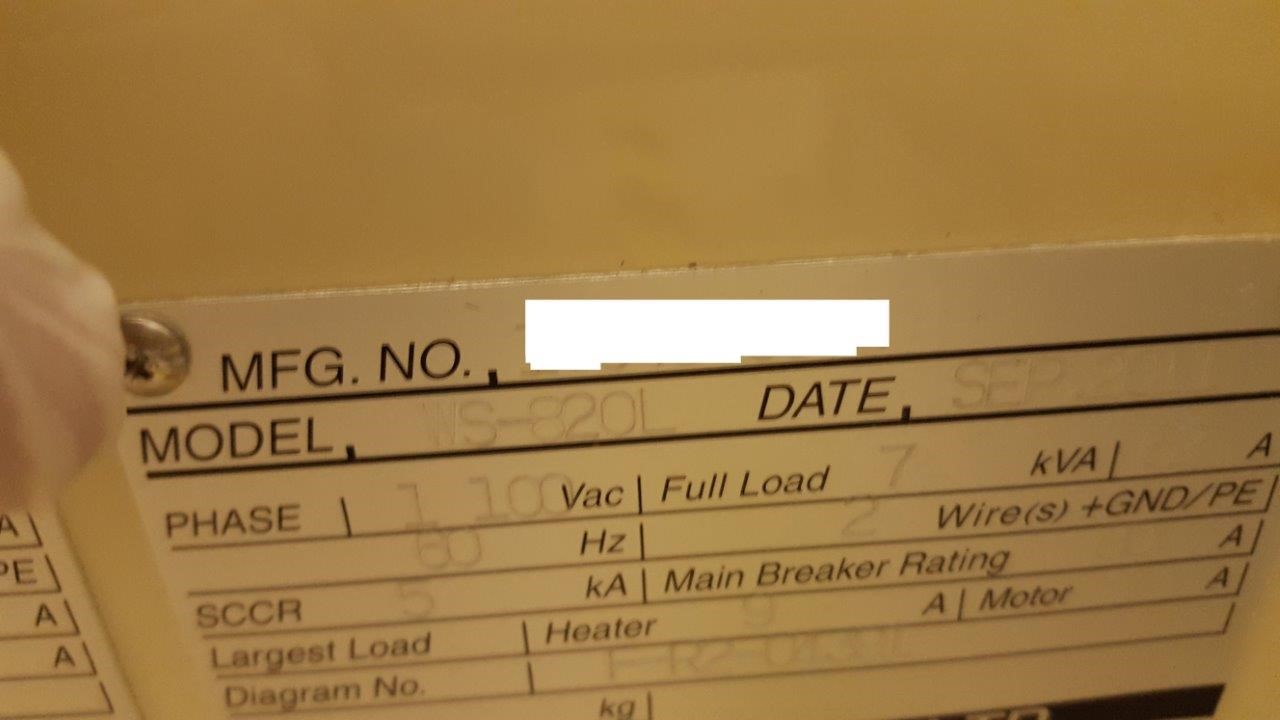 MFG. NO.
MODEL WS-820L DATE SEP.
PHASE 1 100 Vac Full Load 7 kVA A
60 Hz 2 Wire(s) +GND/PE
SCCR 5 kA Main Breaker Rating A
Largest Load Heater 9 A Motor A
Diagram No.
kg
A
PE
A
A